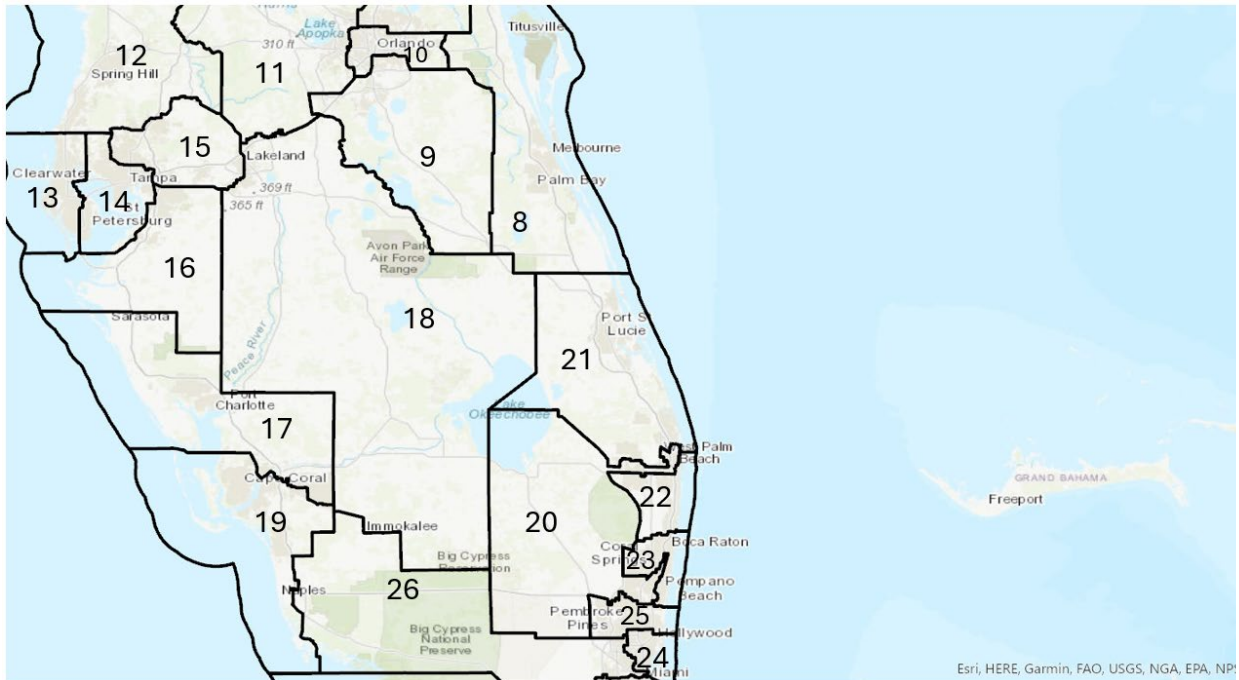 Lake
Apopka
Titusville
310 ft
Orlando
12
10
Spring Hill
11
Melbourne
15
Lakeland
9
Clearwater
Tampa
Palm Bay
369 ft
13
14
St
Petersburg
365 ft
8
Avon Park
Air Force
Range
16
Sarasota
18
Port S
Lucie
Peace River
21
Port
Charlotte
Lake
Okeechobee
17
West Palm
Beach
Cape Coral
22
GRAND BAHAMA
Freeport
19
Immokalee
20
Boca Raton
Coral
Springs
23
Big Cypress
Reservation
26
Naples
Pompano
Beach
Pembroke
Pines
25
Hollywood
Big Cypress
National
Preserve
24
Miami
Esri, HERE, Garmin, FAO, USGS, NGA, EPA, NPS